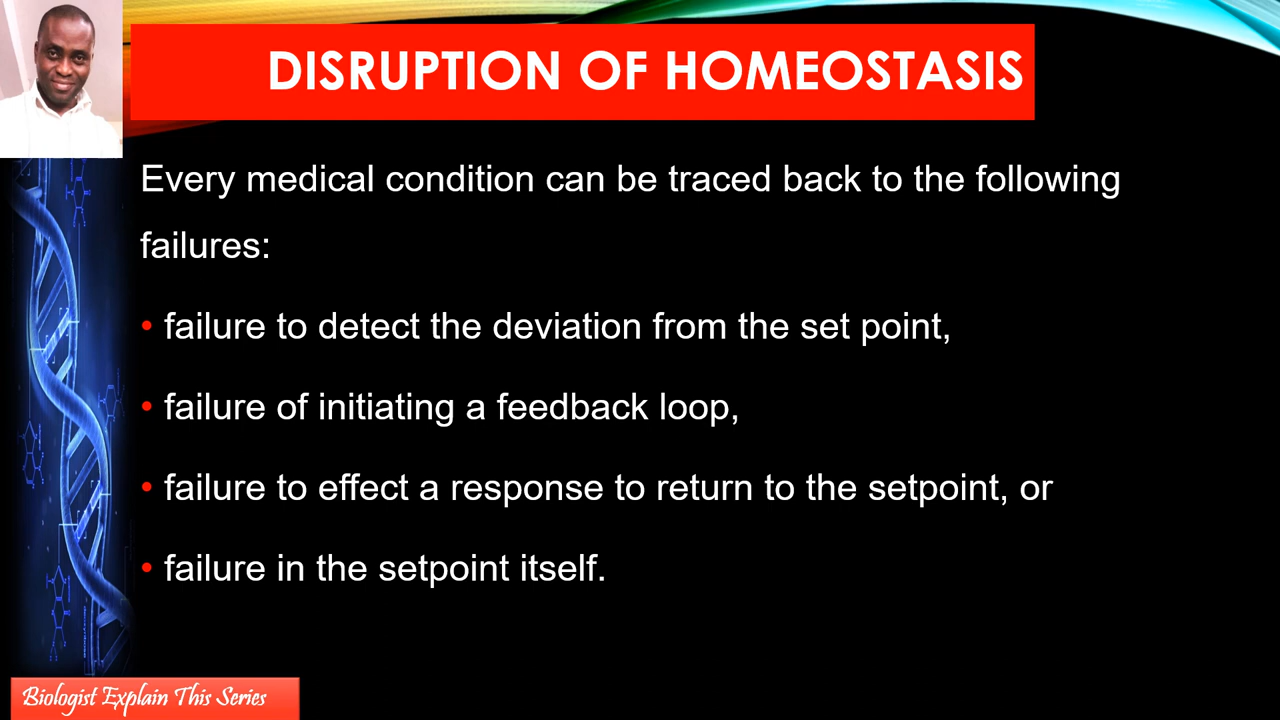 DISRUPTION OF HOMEOSTASIS
Every medical condition can be traced back to the following
failures:
• failure to detect the deviation from the set point,
• failure of initiating a feedback loop,
• failure to effect a response to return to the setpoint, or
• failure in the setpoint itself.
Biologist Explain This Series